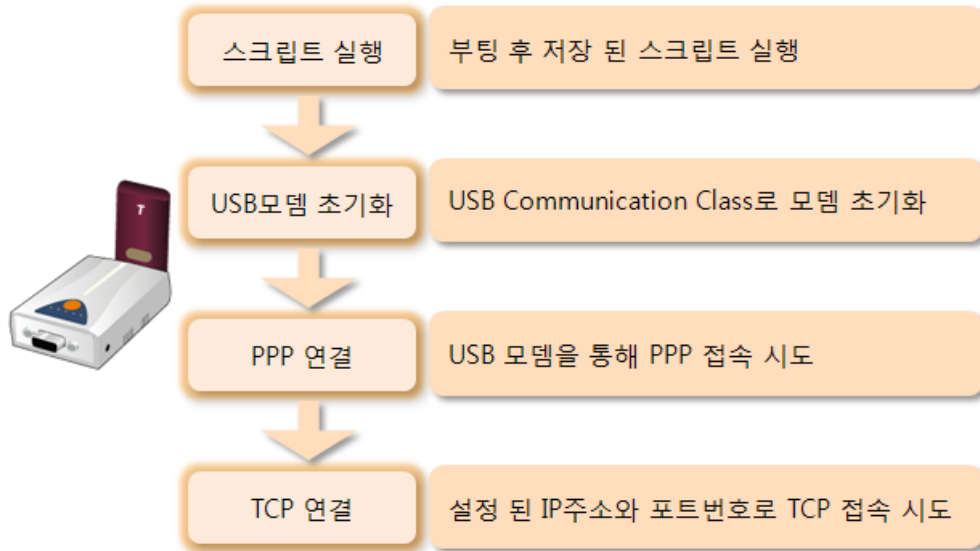 스크립트 실행
부팅 후 저장 된 스크립트 실행
USB모뎀 초기화
USB Communication Class로 모뎀 초기화
T
PPP 연결
USB 모뎀을 통해 PPP 접속 시도
TCP 연결
설정 된 IP주소와 포트번호로 TCP 접속 시도